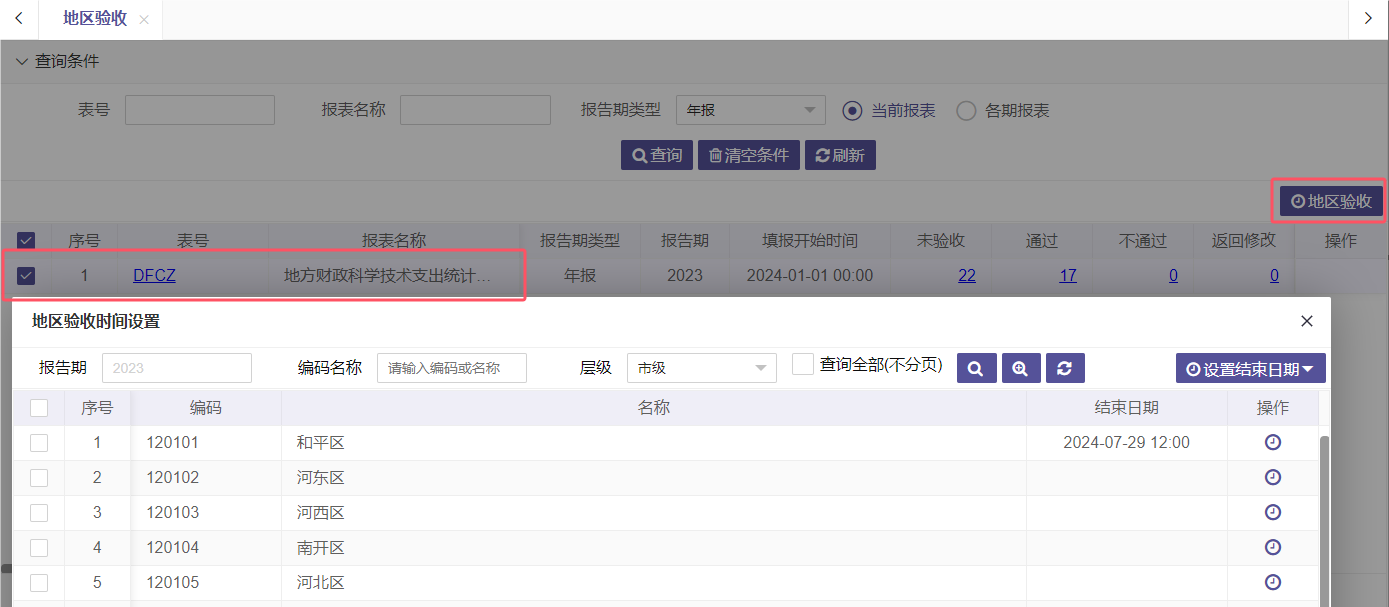 地区验收
查询条件
表号 报表名称 报告期类型 年报 当前报表 各期报表
查询 清空条件 刷新
地区验收
序号 表号 报表名称 报告期类型 报告期 填报开始时间 未验收 通过 不通过 返回修改 操作
1 DFCZ 地方财政科学技术支出统计... 年报 2023 2024-01-01 00:00 22 17 0 0
地区验收时间设置
报告期 2023 编码名称 请输入编码或名称 层级 市级 查询全部(不分页) 设置结束日期
序号 编码 名称 结束日期 操作
1 120101 和平区 2024-07-29 12:00
2 120102 河东区
3 120103 河西区
4 120104 南开区
5 120105 河北区